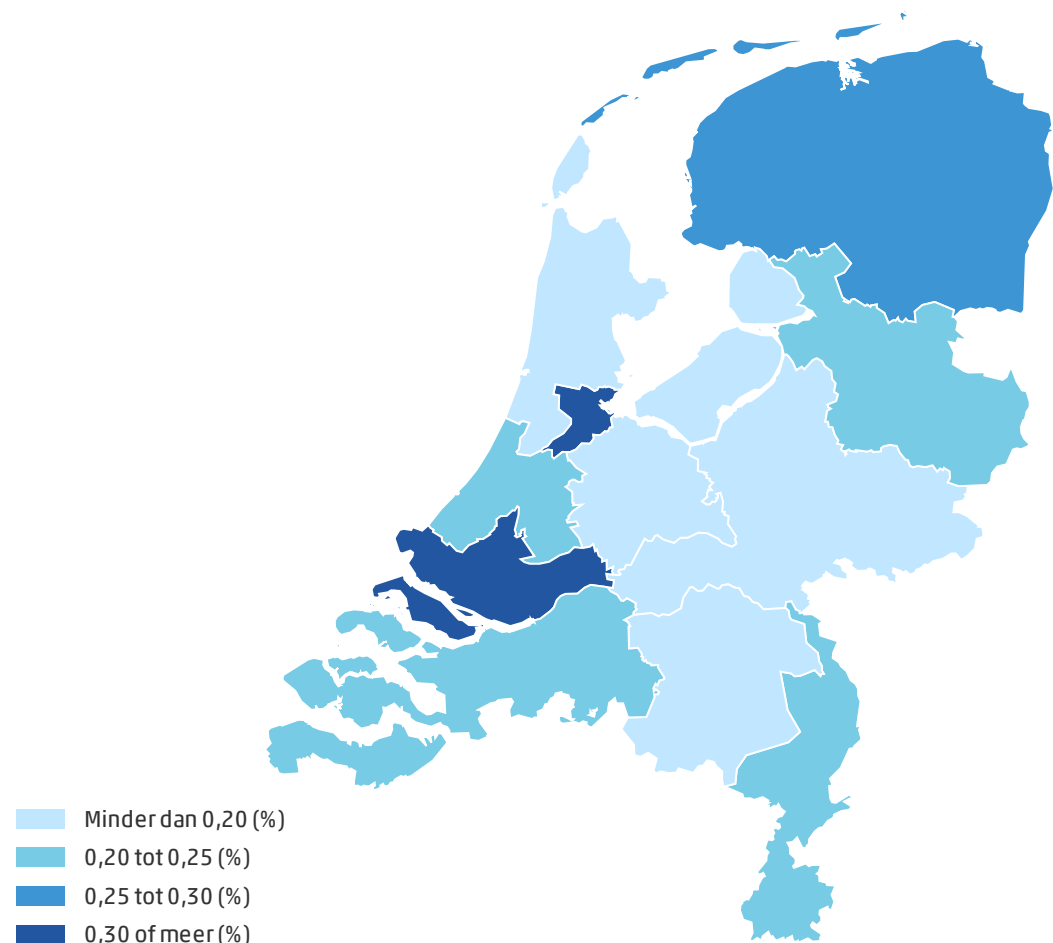 Minder dan 0,20 (%)
0,20 tot 0,25 (%)
0,25 tot 0,30 (%)
0,30 of meer (%)